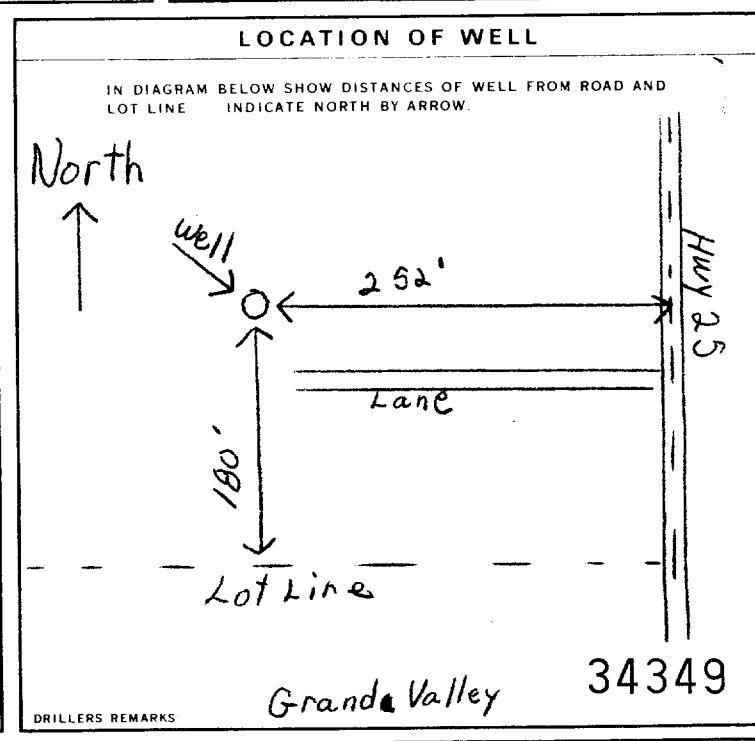 LOCATION OF WELL
IN DIAGRAM BELOW SHOW DISTANCES OF WELL FROM ROAD AND
LOT LINE INDICATE NORTH BY ARROW.
North
Well
252'
Hwy 25
Lane
180'
Lot Line
Grande Valley
34349
DRILLERS REMARKS